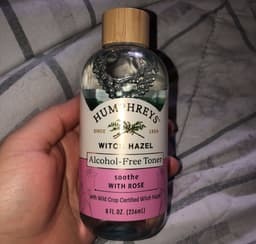 HUMPHREYS
SINCE 1854
WITCH HAZEL
Alcohol-Free Toner
soothe
WITH ROSE
with Wild Crop Certified Witch Hazel
8 FL. OZ. (236mL)